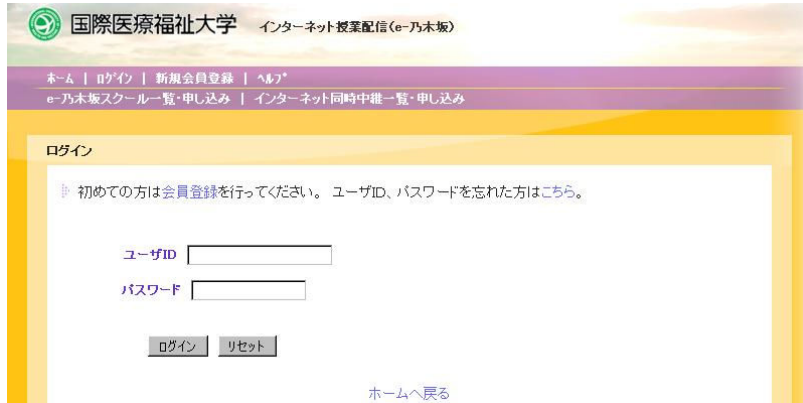 国際医療福祉大学 インターネット授業配信(e-乃木坂)
ホーム | ログイン | 新規会員登録 | ヘルプ
e-乃木坂スクール一覧・申し込み | インターネット同時中継一覧・申し込み
ログイン
初めての方は会員登録を行ってください。 ユーザID、パスワードを忘れた方はこちら。
ユーザID
パスワード
ログイン リセット
ホームへ戻る